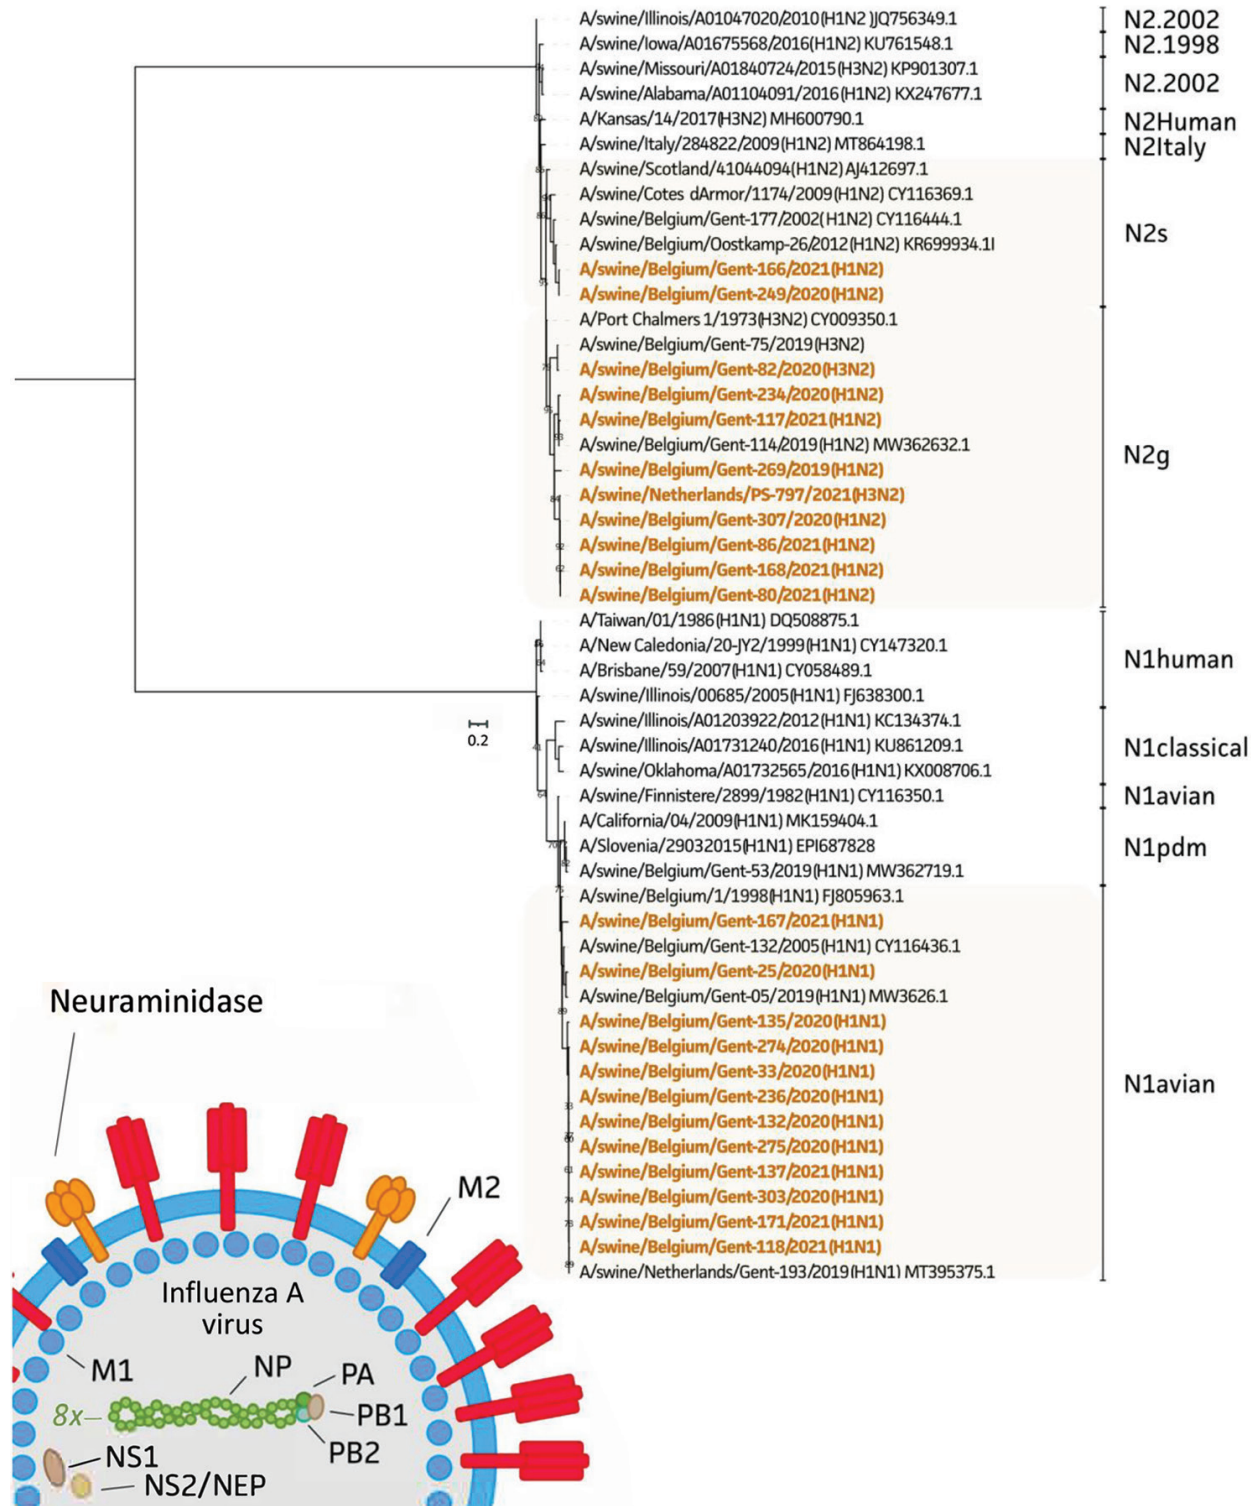 A/swine/Illinois/A01047020/2010(H1N2 )JQ756349.1
N2.2002
A/swine/Iowa/A01675568/2016(H1N2) KU761548.1
N2.1998
A/swine/Missouri/A01840724/2015(H3N2) KP901307.1
A/swine/Alabama/A01104091/2016(H1N2) KX247677.1
N2.2002
A/Kansas/14/2017(H3N2) MH600790.1
N2Human
A/swine/Italy/284822/2009(H1N2) MT864198.1
N2Italy
A/swine/Scotland/41044094(H1N2) AJ412697.1
A/swine/Cotes dArmor/1174/2009(H1N2) CY116369.1
A/swine/Belgium/Gent-177/2002(H1N2) CY116444.1
A/swine/Belgium/Oostkamp-26/2012(H1N2) KR699934.1I
A/swine/Belgium/Gent-166/2021(H1N2)
A/swine/Belgium/Gent-249/2020(H1N2)
N2s
A/Port Chalmers 1/1973(H3N2) CY009350.1
A/swine/Belgium/Gent-75/2019(H3N2)
A/swine/Belgium/Gent-82/2020(H3N2)
A/swine/Belgium/Gent-234/2020(H1N2)
A/swine/Belgium/Gent-117/2021(H1N2)
A/swine/Belgium/Gent-114/2019(H1N2) MW362632.1
A/swine/Belgium/Gent-269/2019(H1N2)
A/swine/Netherlands/PS-797/2021(H3N2)
A/swine/Belgium/Gent-307/2020(H1N2)
A/swine/Belgium/Gent-86/2021(H1N2)
A/swine/Belgium/Gent-168/2021(H1N2)
A/swine/Belgium/Gent-80/2021(H1N2)
N2g
A/Taiwan/01/1986(H1N1) DQ508875.1
A/New Caledonia/20-JY2/1999(H1N1) CY147320.1
A/Brisbane/59/2007(H1N1) CY058489.1
A/swine/Illinois/00685/2005(H1N1) FJ638300.1
N1human
0.2
A/swine/Illinois/A01203922/2012(H1N1) KC134374.1
A/swine/Illinois/A01731240/2016(H1N1) KU861209.1
A/swine/Oklahoma/A01732565/2016(H1N1) KX008706.1
N1classical
A/swine/Finnistere/2899/1982(H1N1) CY116350.1
N1avian
A/California/04/2009(H1N1) MK159404.1
A/Slovenia/29032015(H1N1) EPI687828
A/swine/Belgium/Gent-53/2019(H1N1) MW362719.1
N1pdm
A/swine/Belgium/1/1998(H1N1) FJ805963.1
A/swine/Belgium/Gent-167/2021(H1N1)
A/swine/Belgium/Gent-132/2005(H1N1) CY116436.1
A/swine/Belgium/Gent-25/2020(H1N1)
A/swine/Belgium/Gent-05/2019(H1N1) MW3626.1
A/swine/Belgium/Gent-135/2020(H1N1)
A/swine/Belgium/Gent-274/2020(H1N1)
A/swine/Belgium/Gent-33/2020(H1N1)
A/swine/Belgium/Gent-236/2020(H1N1)
A/swine/Belgium/Gent-132/2020(H1N1)
A/swine/Belgium/Gent-275/2020(H1N1)
A/swine/Belgium/Gent-137/2021(H1N1)
A/swine/Belgium/Gent-303/2020(H1N1)
A/swine/Belgium/Gent-171/2021(H1N1)
A/swine/Belgium/Gent-118/2021(H1N1)
A/swine/Netherlands/Gent-193/2019(H1N1) MT395375.1
N1avian
Neuraminidase
M2
Influenza A
virus
M1
NP
PA
8x
PB1
PB2
NS1
NS2/NEP